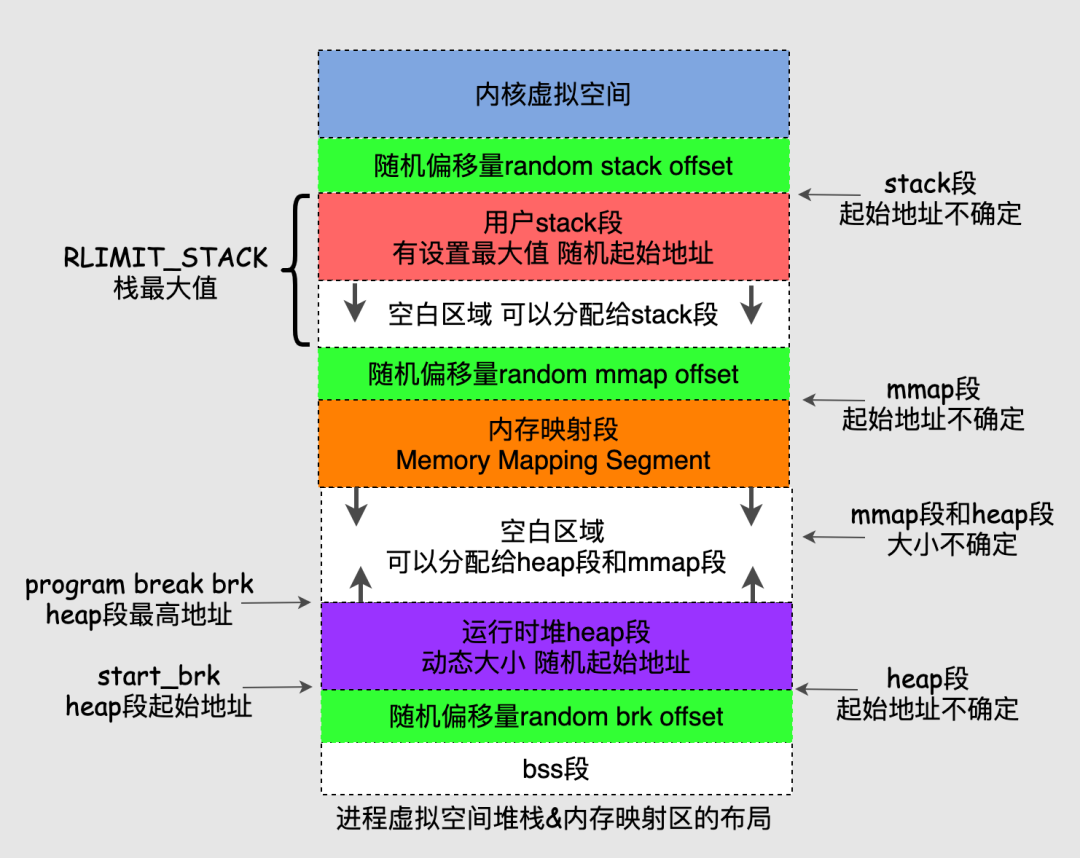 内核虚拟空间
随机偏移量random stack offset
stack段
起始地址不确定
用户stack段
有设置最大值 随机起始地址
RLIMIT_STACK
栈最大值
空白区域 可以分配给stack段
随机偏移量random mmap offset
mmap段
起始地址不确定
内存映射段
Memory Mapping Segment
mmap段和heap段
大小不确定
空白区域
可以分配给heap段和mmap段
program break brk
heap段最高地址
运行时堆heap段
动态大小 随机起始地址
start_brk
heap段起始地址
heap段
起始地址不确定
随机偏移量random brk offset
bss段
进程虚拟空间堆栈&内存映射区的布局